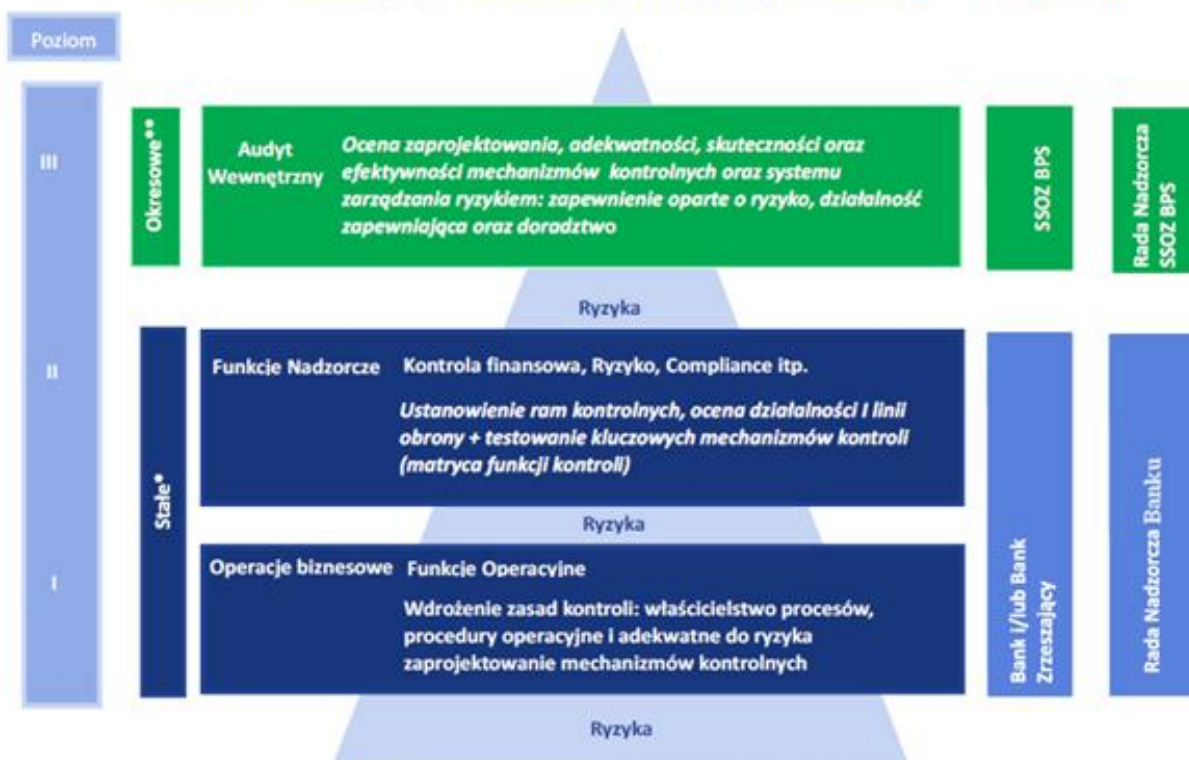 Poziom
III
Okresowe**
Audyt
Wewnętrzny
Ocena zaprojektowania, adekwatności, skuteczności oraz
efektywności mechanizmów kontrolnych oraz systemu
zarządzania ryzykiem: zapewnienie oparte o ryzyko, działalność
zapewniająca oraz doradztwo
SSOZ BPS
Rada Nadzorcza
SSOZ BPS
Ryzyka
II
Stałe*
Funkcje Nadzorcze
Kontrola finansowa, Ryzyko, Compliance itp.
Ustanowienie ram kontrolnych, ocena działalności I linii
obrony + testowanie kluczowych mechanizmów kontroli
(matryca funkcji kontroli)
Ryzyka
I
Operacje biznesowe
Funkcje Operacyjne
Wdrożenie zasad kontroli: właścicielstwo procesów,
procedury operacyjne i adekwatne do ryzyka
zaprojektowanie mechanizmów kontrolnych
Bank i/lub Bank
Zrzeszający
Rada Nadzorcza Banku
Ryzyka